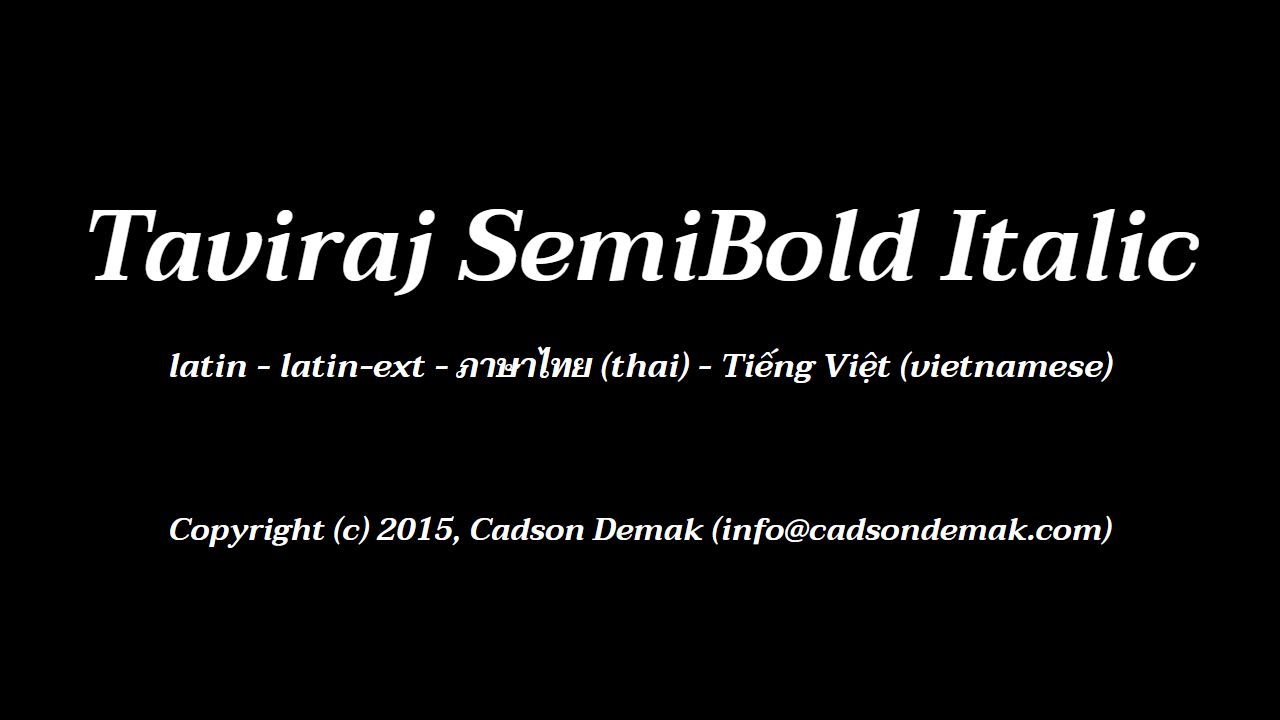 Taviraj SemiBold Italic
latin - latin-ext - ภาษาไทย (thai) - Tiếng Việt (vietnamese)
Copyright (c) 2015, Cadson Demak (info@cadsondemak.com)